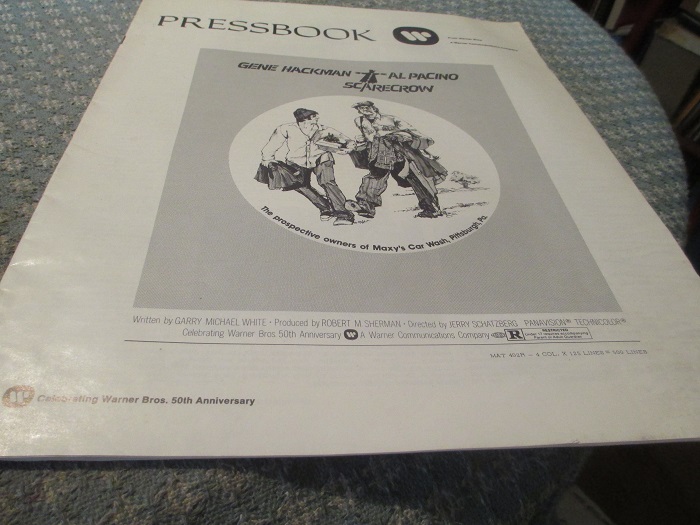 PRESSBOOK
GENE HACKMAN AL PACINO
SCARECROW
The prospective owners of Maxy's Car Wash, Pittsburgh, Pa.
Written by GARRY MICHAEL WHITE • Produced by ROBERT M. SHERMAN • Directed by JERRY SCHATZBERG PANAVISION® TECHNICOLOR®
Celebrating Warner Bros. 50th Anniversary A Warner Communications Company R RESTRICTED
Celebrating Warner Bros. 50th Anniversary